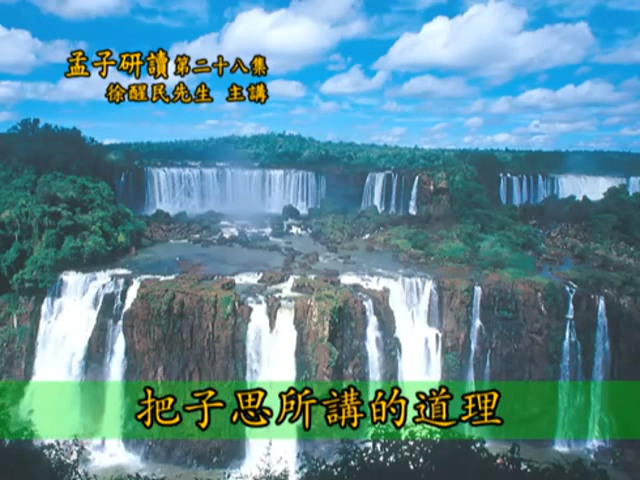 孟子研讀第二十八集
徐醒民先生 主講
把子思所講的道理